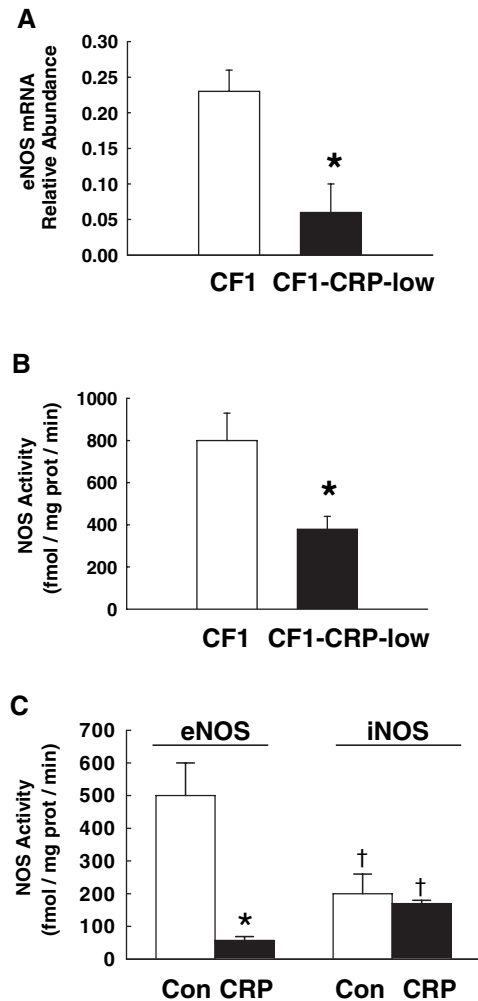 A
eNOS mRNA
Relative Abundance
0.30
0.25
0.20
0.15
0.10
0.05
0.00
*
CF1 CF1-CRP-low
B
NOS Activity
(fmol / mg prot / min)
1000
800
600
400
200
0
*
CF1 CF1-CRP-low
C
NOS Activity
(fmol / mg prot / min)
700
600
500
400
300
200
100
0
eNOS iNOS
*
† †
Con CRP Con CRP